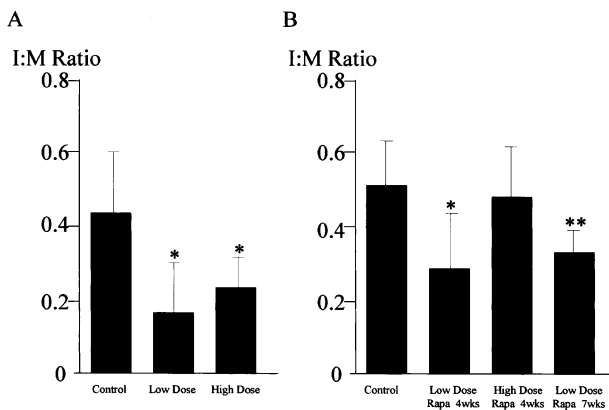 A
I:M Ratio
0.8
0.6
0.4
0.2
0
*
*
Control
Low Dose
High Dose
B
I:M Ratio
0.8
0.6
0.4
0.2
0
*
**
Control
Low Dose
Rapa 4wks
High Dose
Rapa 4wks
Low Dose
Rapa 7wks